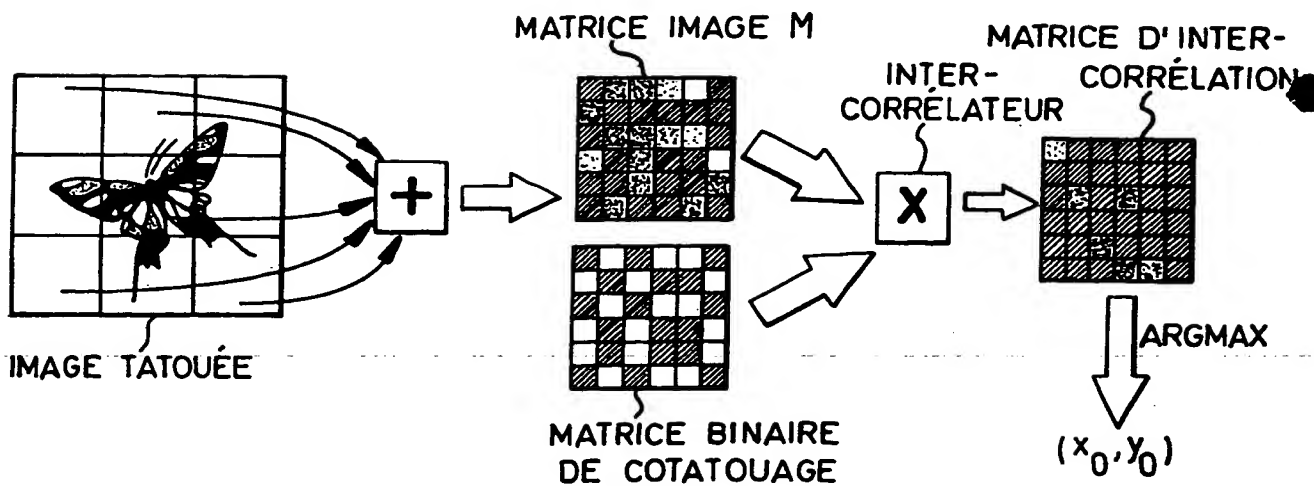 MATRICE IMAGE M
MATRICE D'INTER-
CORRÉLATION
INTER-
CORRÉLATEUR
+
X
IMAGE TATOUÉE
ARGMAX
MATRICE BINAIRE
DE COTATOUAGE
(x₀,y₀)